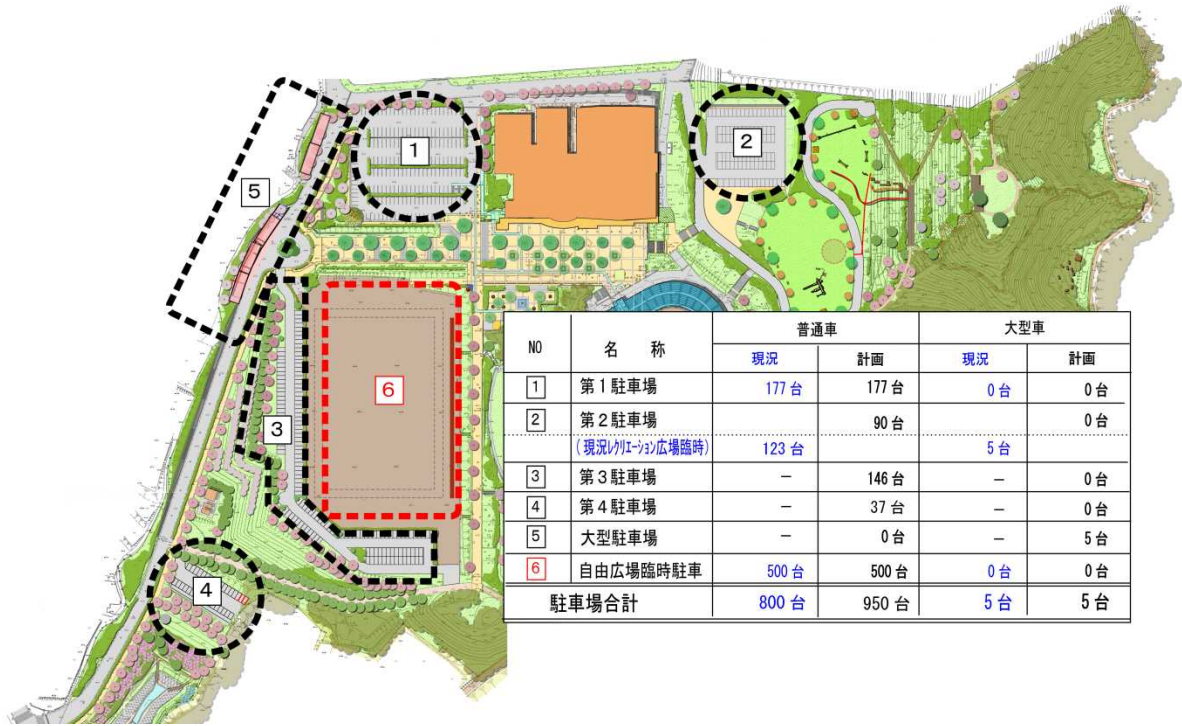 1
2
5
6
3
4
NO 名 称 普通車 大型車
現況 計画 現況 計画
1 第1駐車場 177台 177台 0台 0台
2 第2駐車場 90台 0台
(現況レクリエーション広場臨時) 123台 5台
3 第3駐車場 － 146台 － 0台
4 第4駐車場 － 37台 － 0台
5 大型駐車場 － 0台 － 5台
6 自由広場臨時駐車 500台 500台 0台 0台
駐車場合計 800台 950台 5台 5台